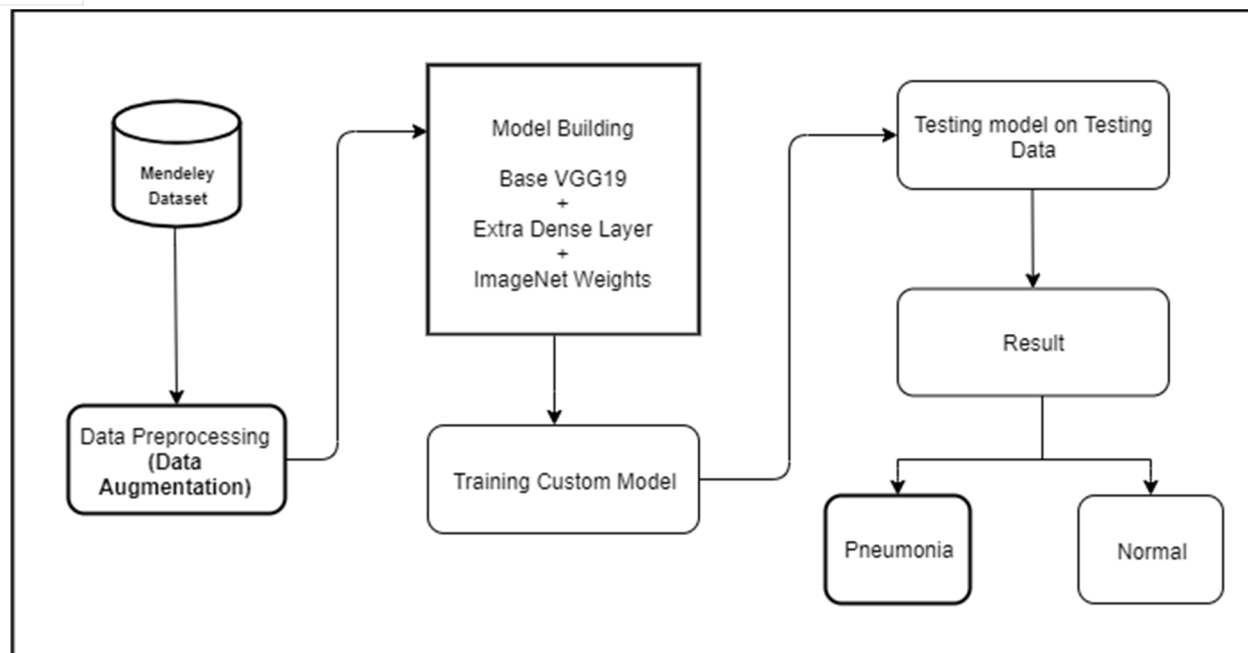 Mendeley
Dataset
Data Preprocessing
(Data
Augmentation)
Model Building
Base VGG19
+
Extra Dense Layer
+
ImageNet Weights
Training Custom Model
Testing model on Testing
Data
Result
Pneumonia
Normal